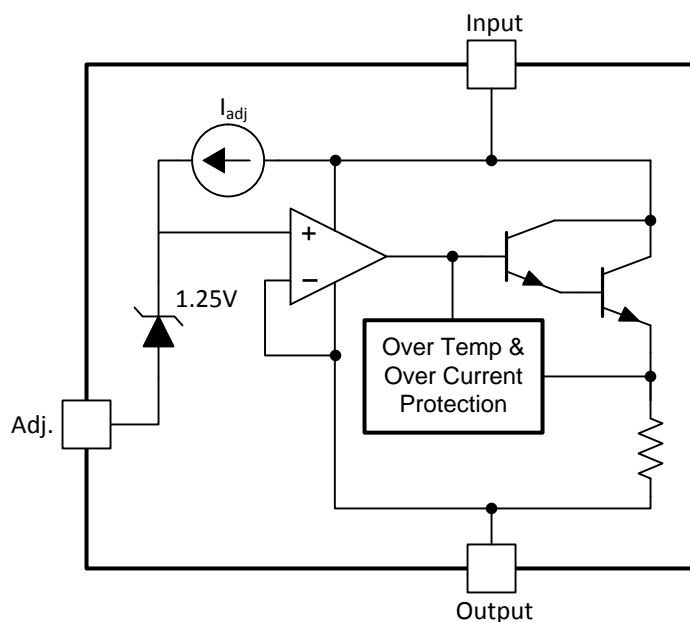 Input
I_adj
+
−
1.25V
Over Temp &
Over Current
Protection
Adj.
Output